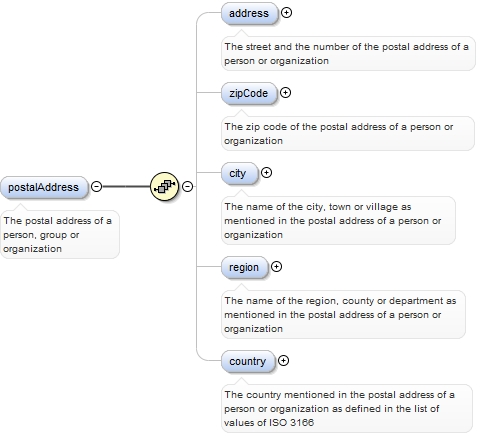 address
The street and the number of the postal address of a
person or organization
zipCode
The zip code of the postal address of a person or
organization
city
The name of the city, town or village as
mentioned in the postal address of a person or
organization
postalAddress
The postal address of a
person, group or
organization
region
The name of the region, county or department as
mentioned in the postal address of a person or
organization
country
The country mentioned in the postal address of a
person or organization as defined in the list of
values of ISO 3166